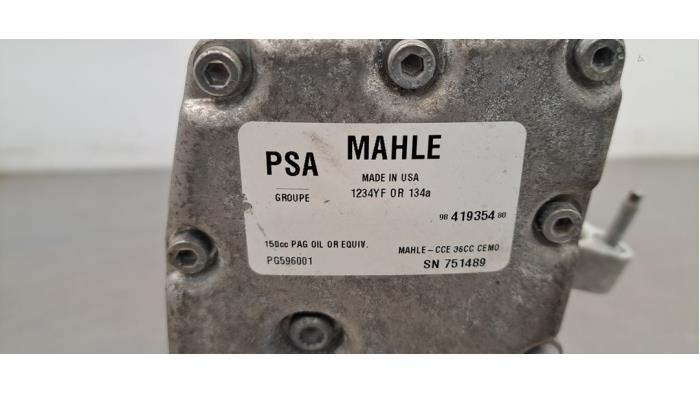 PSA MAHLE
GROUPE
MADE IN USA
1234YF OR 134a
98 419354 80
150cc PAG OIL OR EQUIV.
PG596001
MAHLE-CCE 36CC CEMO
SN 751489